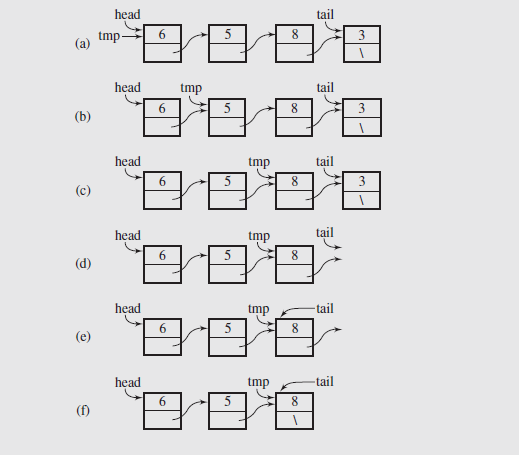 head tail
(a) tmp 6 5 8 3
\
head tmp tail
(b) 6 5 8 3
\
head tmp tail
(c) 6 5 8 3
\
head tmp tail
(d) 6 5 8
head tmp tail
(e) 6 5 8
head tmp tail
(f) 6 5 8
\